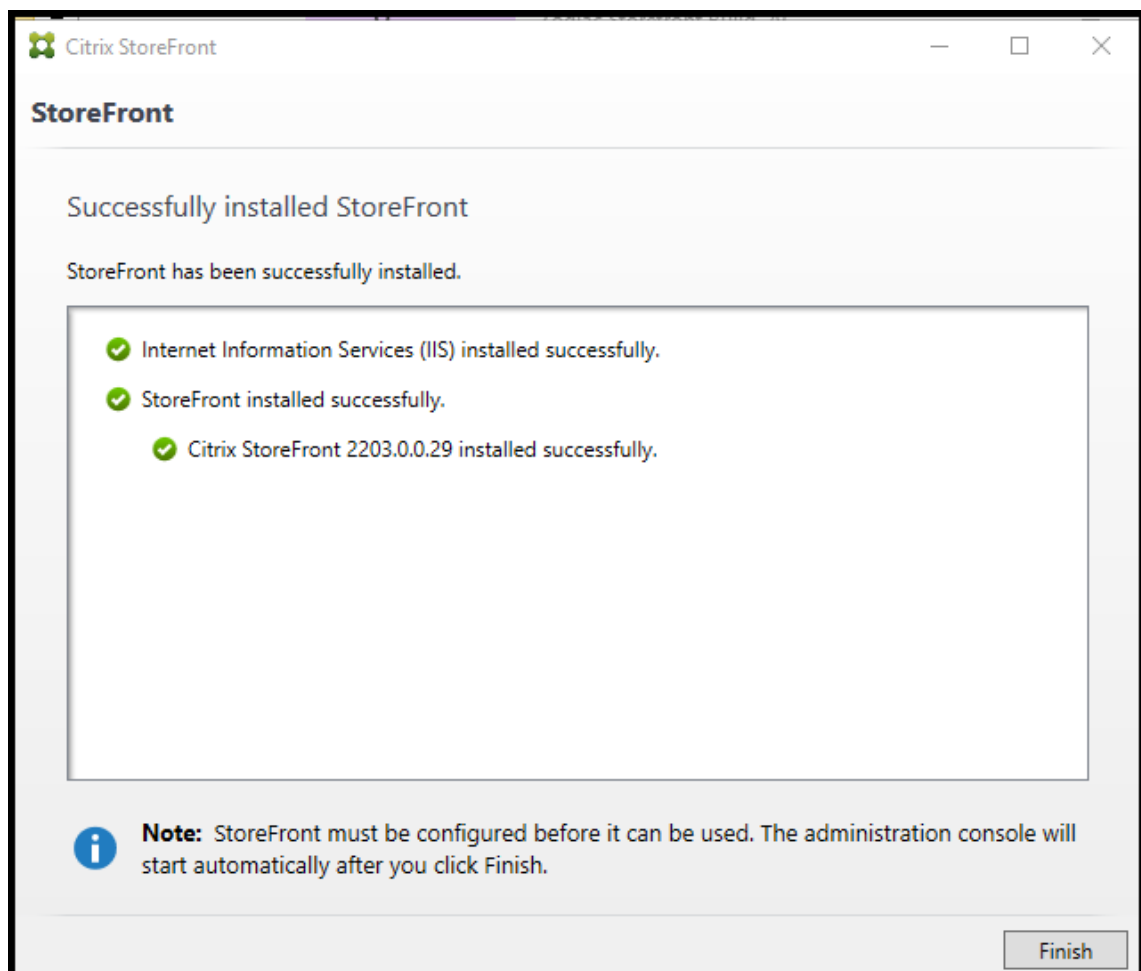 Citrix StoreFront
StoreFront
Successfully installed StoreFront
StoreFront has been successfully installed.
Internet Information Services (IIS) installed successfully.
StoreFront installed successfully.
Citrix StoreFront 2203.0.0.29 installed successfully.
Note: StoreFront must be configured before it can be used. The administration console will
start automatically after you click Finish.
Finish